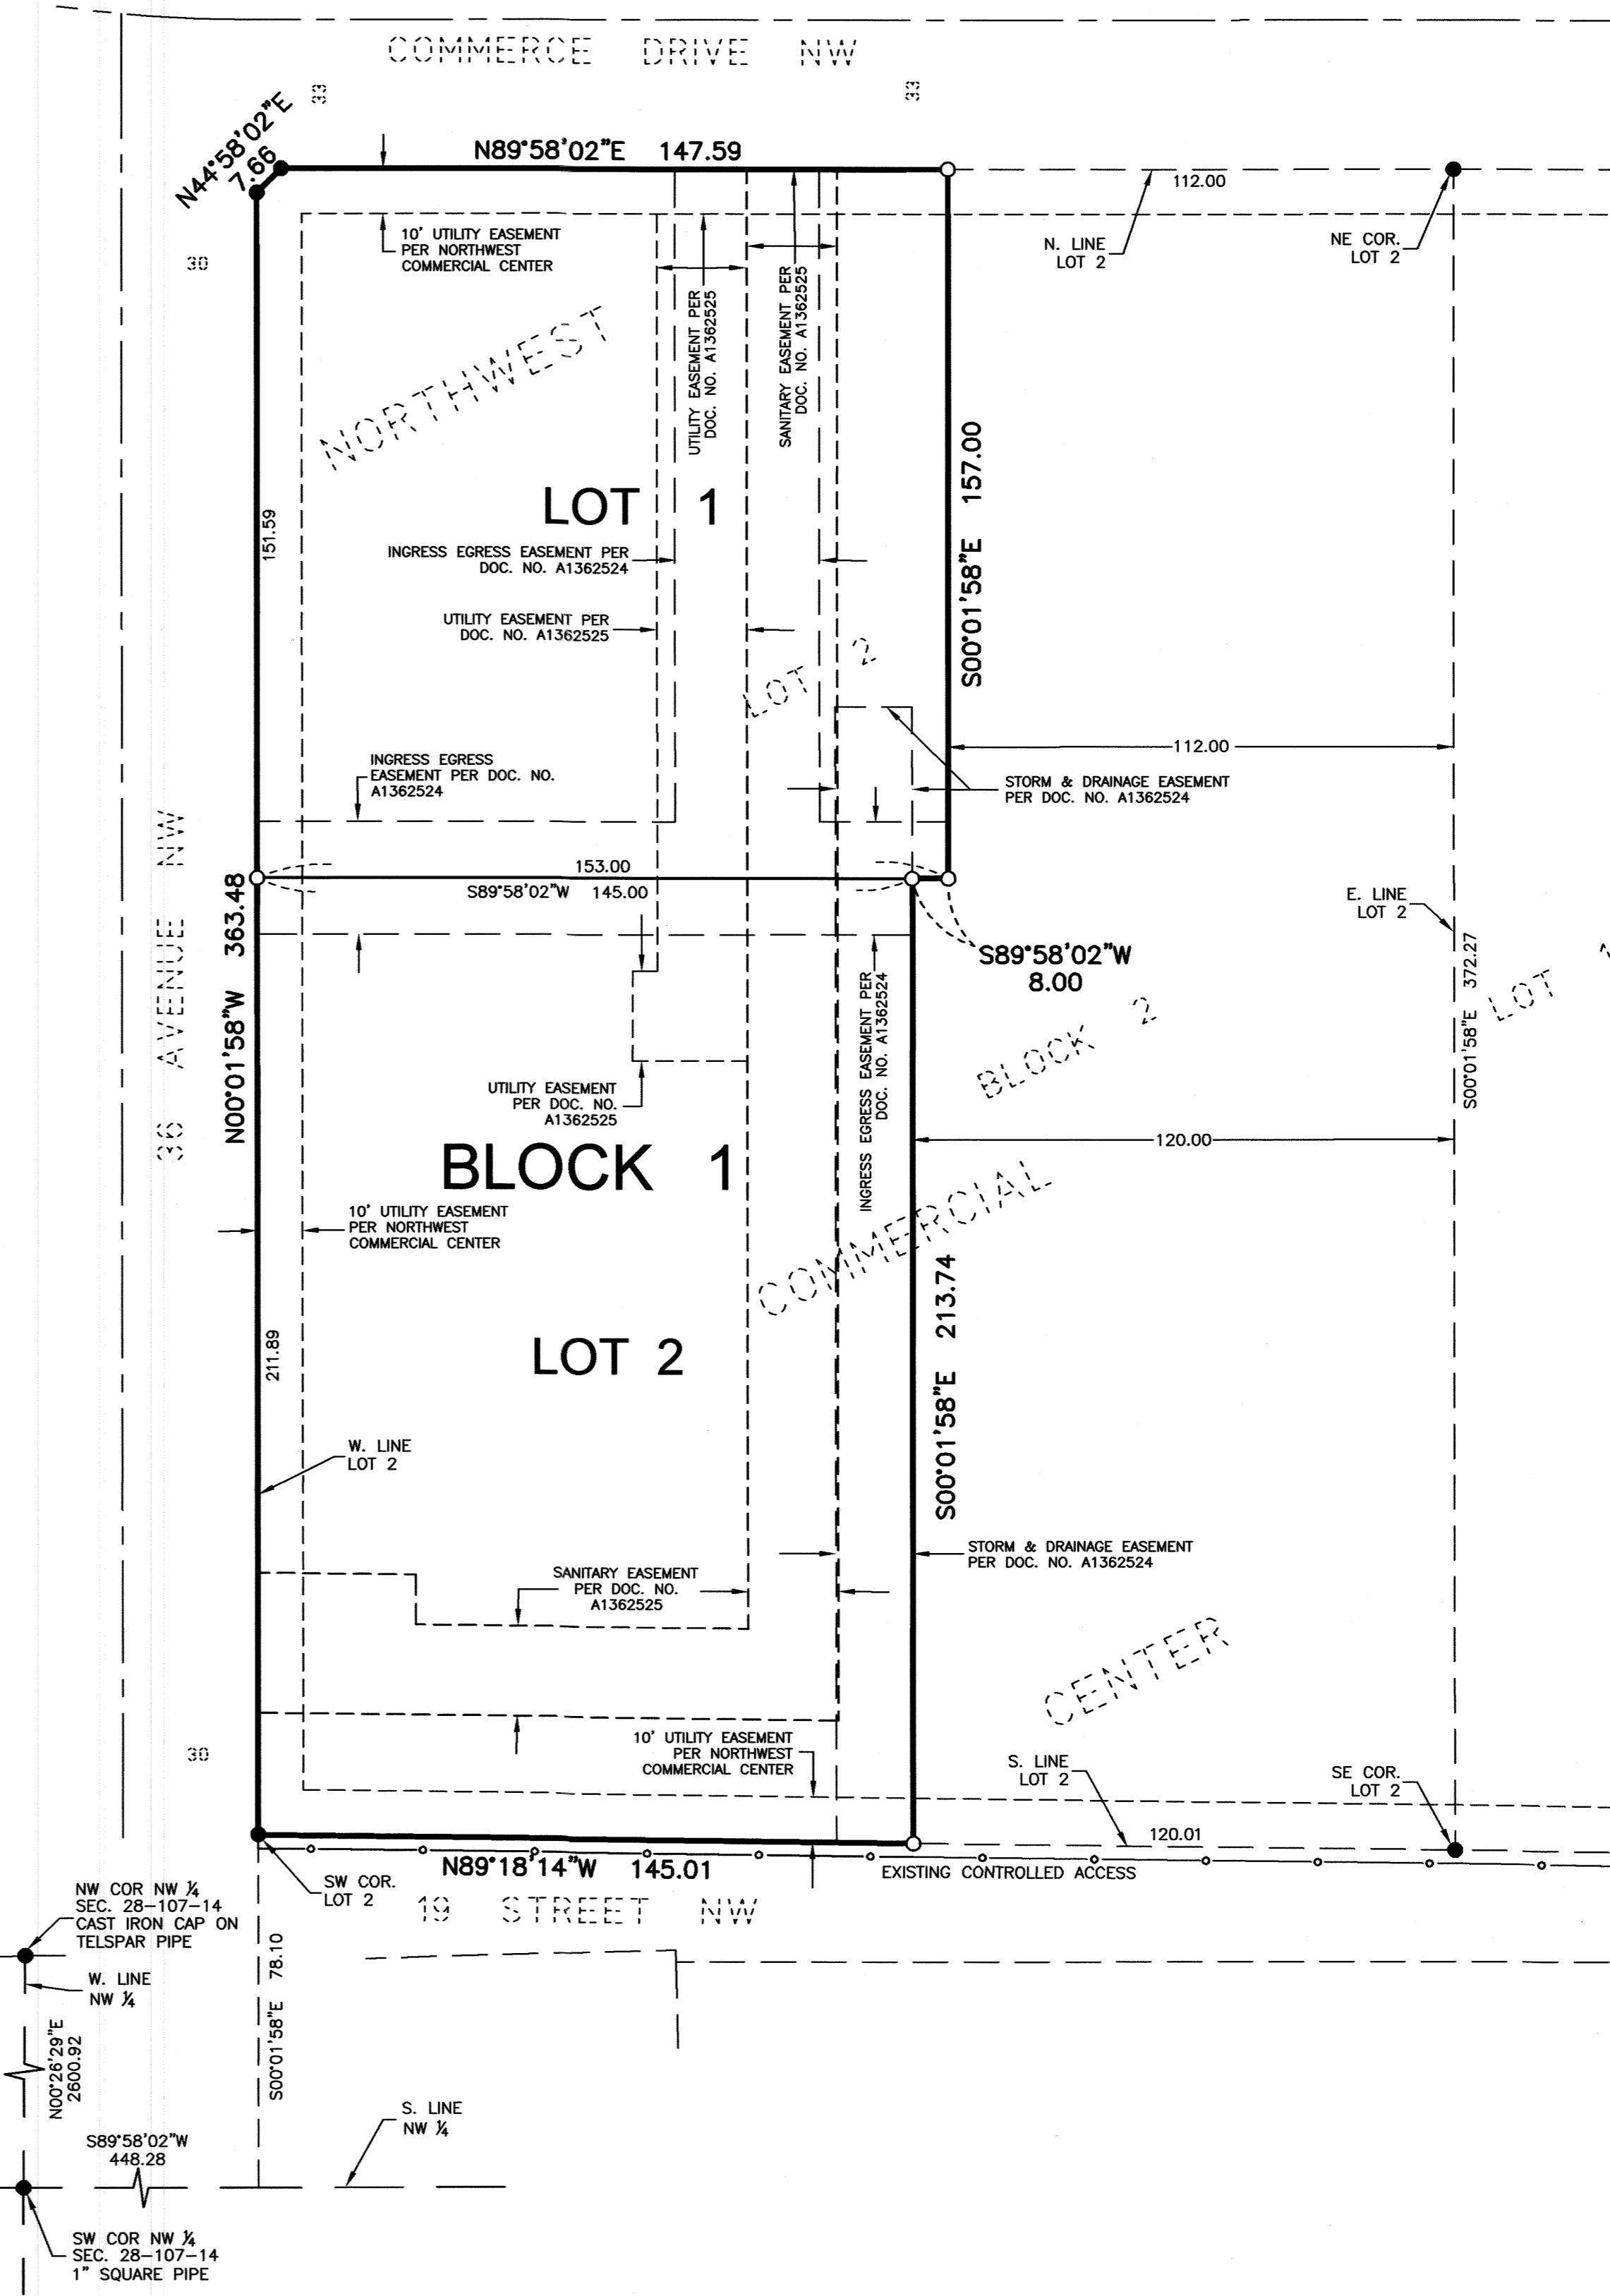 COMMERCE DRIVE NW
33
33
N44°58'02"E
7.66
N89°58'02"E 147.59
112.00
10' UTILITY EASEMENT
PER NORTHWEST
COMMERCIAL CENTER
30
N. LINE
LOT 2
NE COR.
LOT 2
UTILITY EASEMENT PER
DOC. NO. A1362525
SANITARY EASEMENT PER
DOC. NO. A1362525
NORTHWEST
LOT 1
151.59
S00°01'58"E 157.00
INGRESS EGRESS EASEMENT PER
DOC. NO. A1362524
UTILITY EASEMENT PER
DOC. NO. A1362525
LOT 2
112.00
INGRESS EGRESS
EASEMENT PER DOC. NO.
A1362524
STORM & DRAINAGE EASEMENT
PER DOC. NO. A1362524
153.00
S89°58'02"W 145.00
36 AVENUE NW
N00°01'58"W 363.48
E. LINE
LOT 2
S89°58'02"W
8.00
S00°01'58"E 372.27
LOT
INGRESS EGRESS EASEMENT PER
DOC. NO. A1362524
BLOCK 2
UTILITY EASEMENT
PER DOC. NO.
A1362525
120.00
BLOCK 1
10' UTILITY EASEMENT
PER NORTHWEST
COMMERCIAL CENTER
COMMERCIAL
S00°01'58"E 213.74
211.89
LOT 2
W. LINE
LOT 2
STORM & DRAINAGE EASEMENT
PER DOC. NO. A1362524
SANITARY EASEMENT
PER DOC. NO.
A1362525
CENTER
30
10' UTILITY EASEMENT
PER NORTHWEST
COMMERCIAL CENTER
S. LINE
LOT 2
SE COR.
LOT 2
120.01
N89°18'14"W 145.01
EXISTING CONTROLLED ACCESS
SW COR.
LOT 2
19 STREET NW
NW COR NW ¼
SEC. 28-107-14
CAST IRON CAP ON
TELSPAR PIPE
W. LINE
NW ¼
S00°01'58"E 78.10
N00°26'29"E
2600.92
S. LINE
NW ¼
S89°58'02"W
448.28
SW COR NW ¼
SEC. 28-107-14
1" SQUARE PIPE